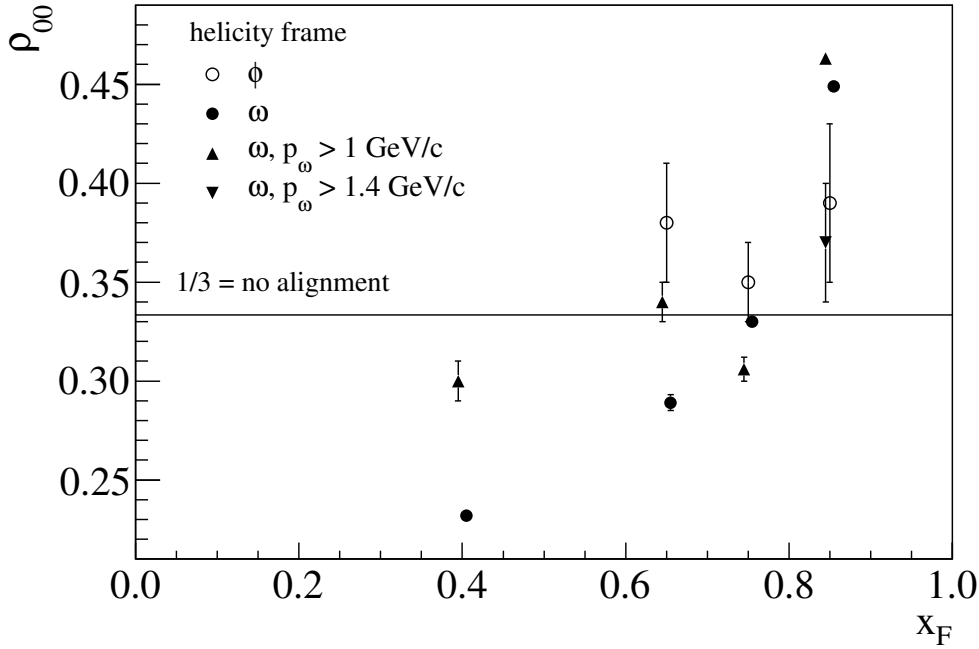 ρ00
helicity frame
ϕ
ω
ω, pω > 1 GeV/c
ω, pω > 1.4 GeV/c
1/3 = no alignment
0.45
0.40
0.35
0.30
0.25
0.0 0.2 0.4 0.6 0.8 1.0
xF